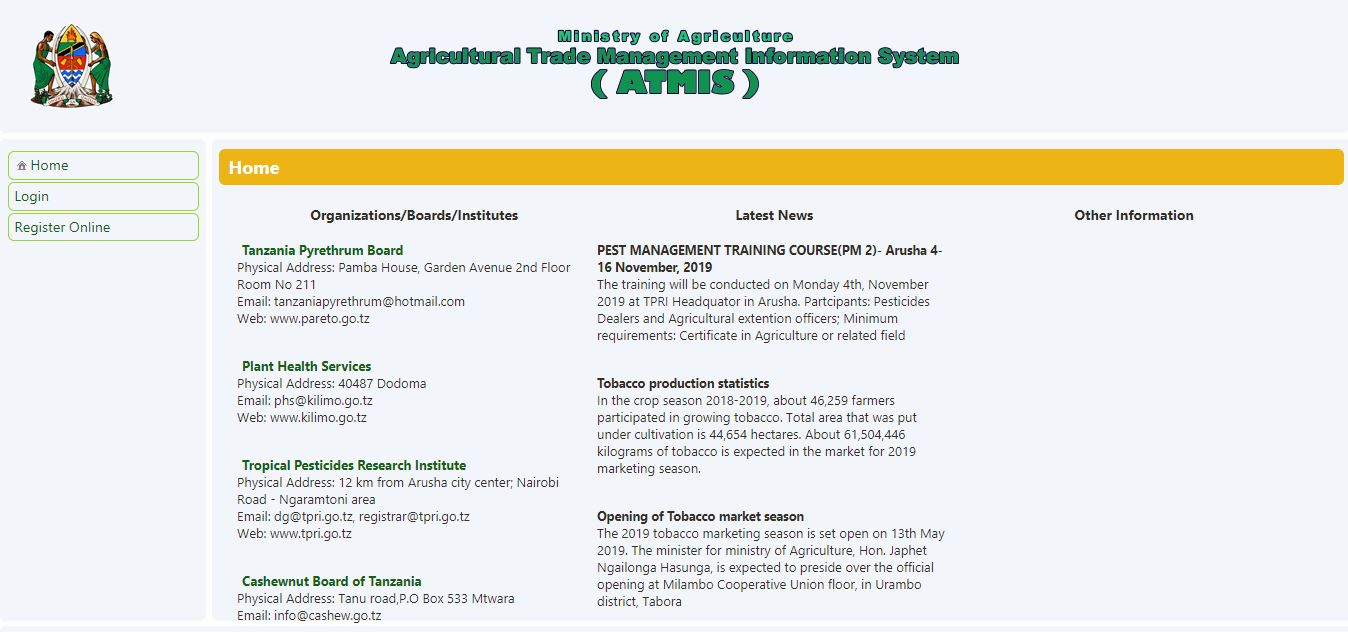 Ministry of Agriculture
Agricultural Trade Management Information System
( ATMIS )
Home
Login
Register Online
Home
Organizations/Boards/Institutes
Tanzania Pyrethrum Board
Physical Address: Pamba House, Garden Avenue 2nd Floor
Room No 211
Email: tanzaniapyrethrum@hotmail.com
Web: www.pareto.go.tz
Plant Health Services
Physical Address: 40487 Dodoma
Email: phs@kilimo.go.tz
Web: www.kilimo.go.tz
Tropical Pesticides Research Institute
Physical Address: 12 km from Arusha city center; Nairobi
Road - Ngaramtoni area
Email: dg@tpri.go.tz, registrar@tpri.go.tz
Web: www.tpri.go.tz
Cashewnut Board of Tanzania
Physical Address: Tanu road,P.O Box 533 Mtwara
Email: info@cashew.go.tz
Latest News
PEST MANAGEMENT TRAINING COURSE(PM 2)- Arusha 4-
16 November, 2019
The training will be conducted on Monday 4th, November
2019 at TPRI Headquator in Arusha. Partcipants: Pesticides
Dealers and Agricultural extention officers; Minimum
requirements: Certificate in Agriculture or related field
Tobacco production statistics
In the crop season 2018-2019, about 46,259 farmers
participated in growing tobacco. Total area that was put
under cultivation is 44,654 hectares. About 61,504,446
kilograms of tobacco is expected in the market for 2019
marketing season.
Opening of Tobacco market season
The 2019 tobacco marketing season is set open on 13th May
2019. The minister for ministry of Agriculture, Hon. Japhet
Ngailonga Hasunga, is expected to preside over the official
opening at Milambo Cooperative Union floor, in Urambo
district, Tabora
Other Information